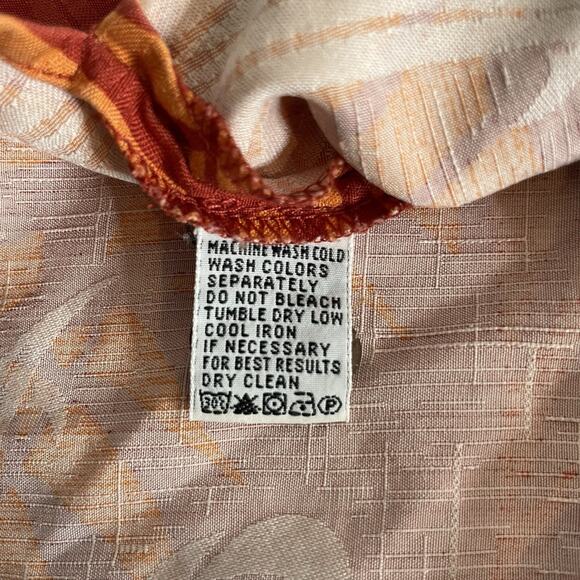 MACHINE WASH COLD
WASH COLORS
SEPARATELY
DO NOT BLEACH
TUMBLE DRY LOW
COOL IRON
IF NECESSARY
FOR BEST RESULTS
DRY CLEAN
30° P